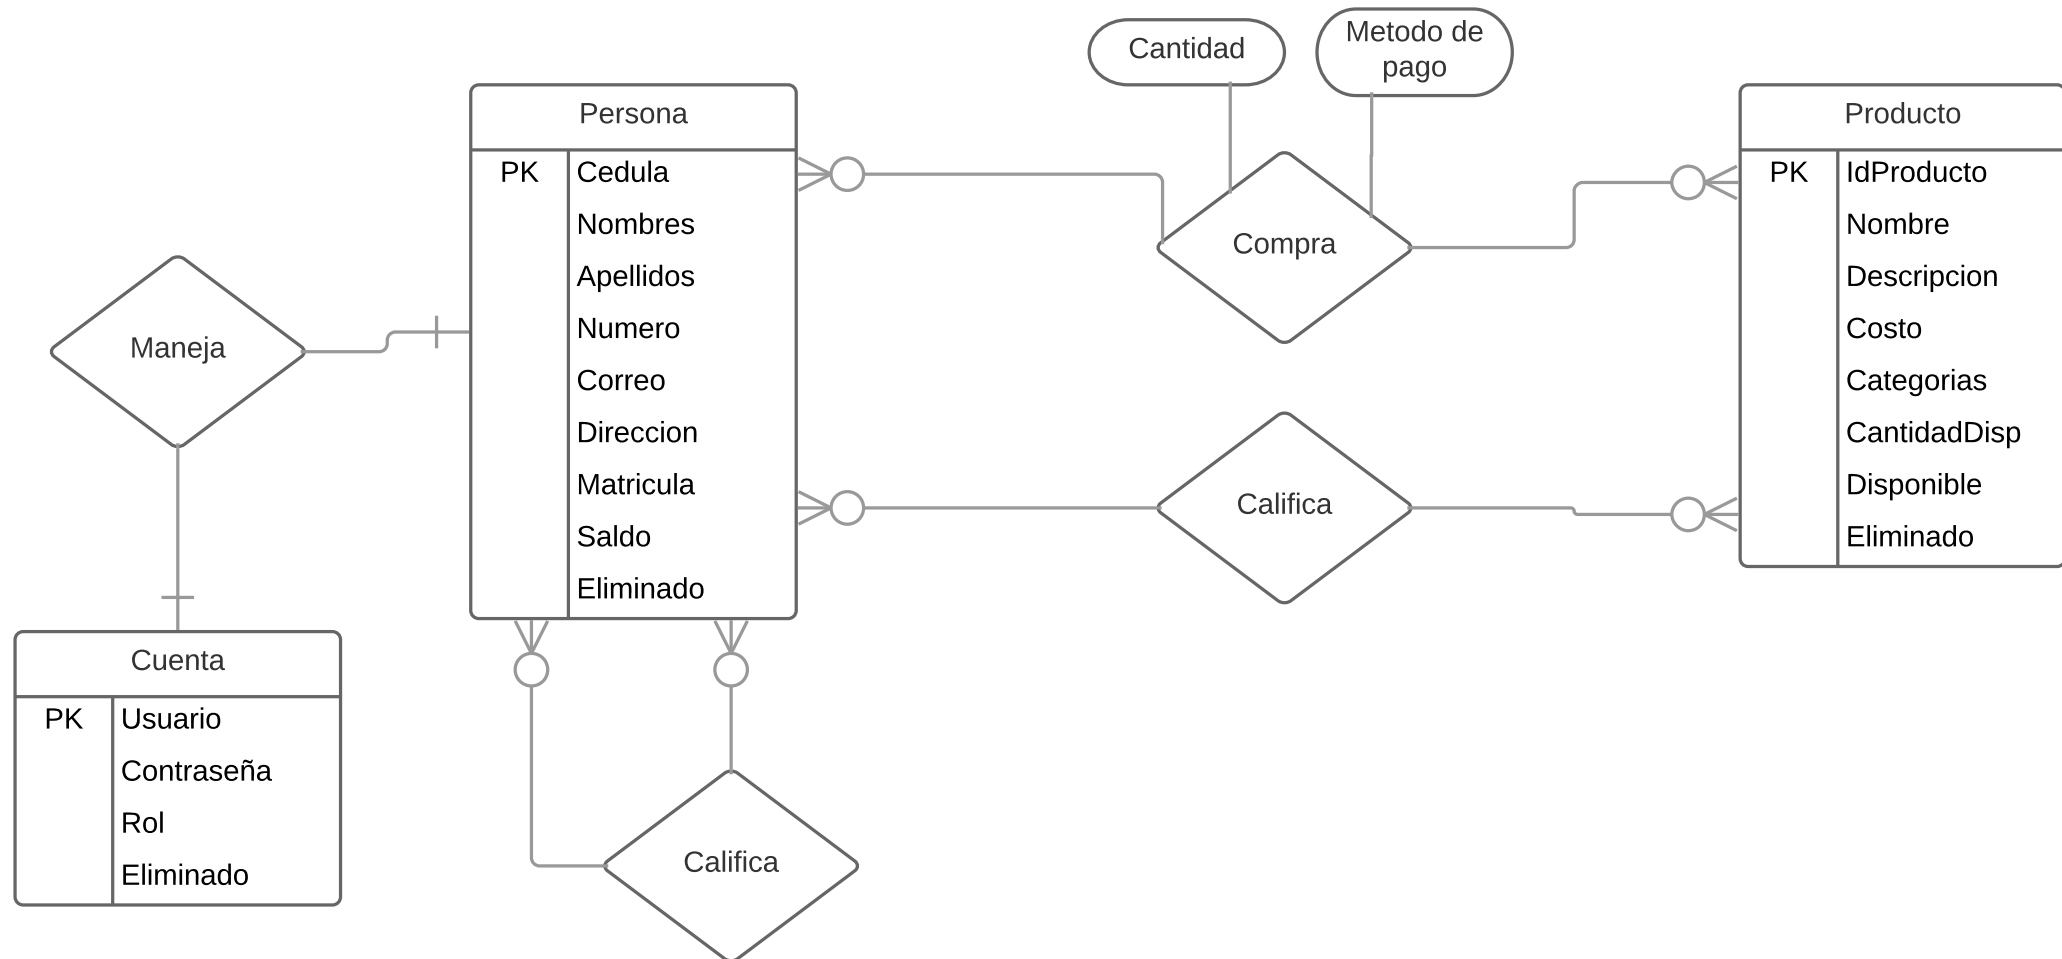 Cantidad
Metodo de
pago
Persona
PK Cedula
Nombres
Apellidos
Numero
Correo
Direccion
Matricula
Saldo
Eliminado
Compra
Producto
PK IdProducto
Nombre
Descripcion
Costo
Categorias
CantidadDisp
Disponible
Eliminado
Maneja
Califica
Cuenta
PK Usuario
Contraseña
Rol
Eliminado
Califica